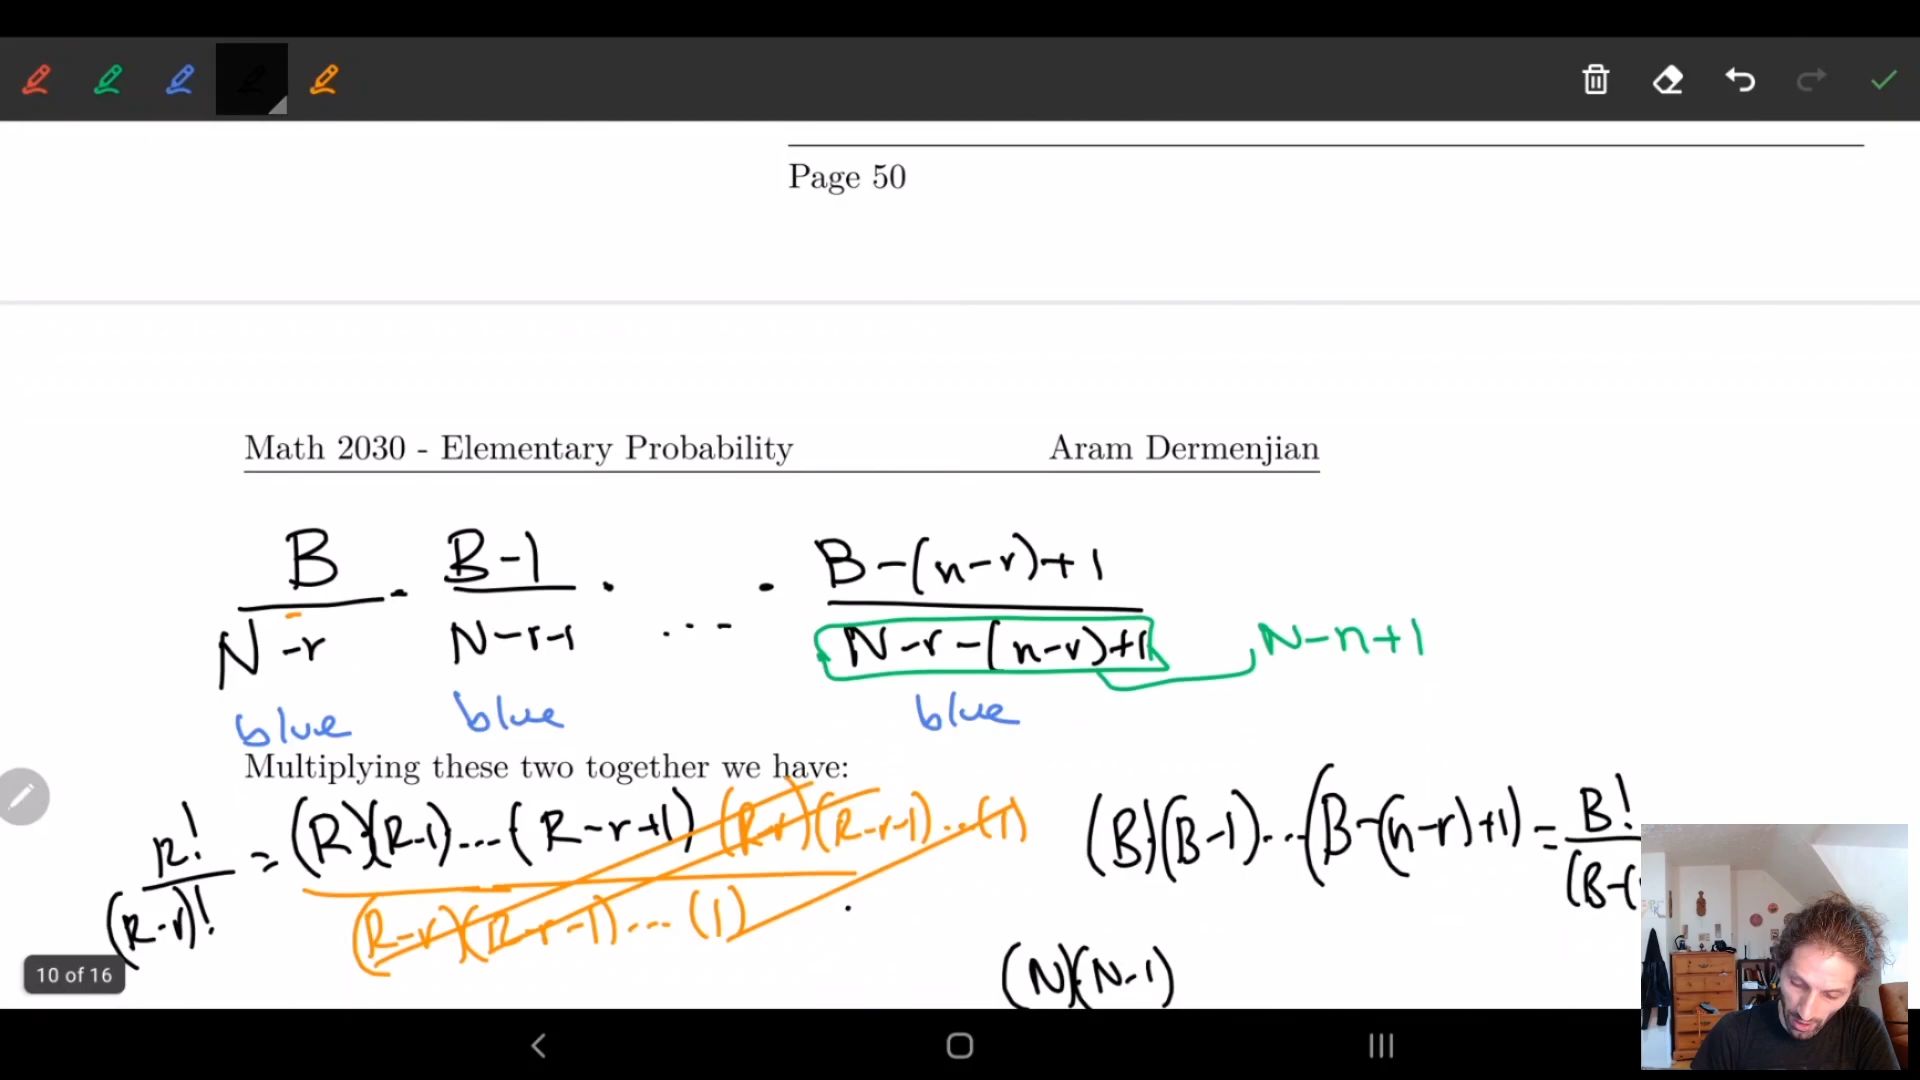 Page 50
Math 2030 - Elementary Probability Aram Dermenjian
B/(N-r) · (B-1)/(N-r-1) · ... · (B-(n-r)+1)/(N-r-(n-r)+1) N-n+1
blue blue blue
Multiplying these two together we have:
R!/(R-r)! = (R)(R-1)...(R-r+1)(R-r)(R-r-1)...(1)/(R-r)(R-r-1)...(1) (B)(B-1)...(B-(n-r)+1) = B!/(B-(
(N)(N-1)
10 of 16